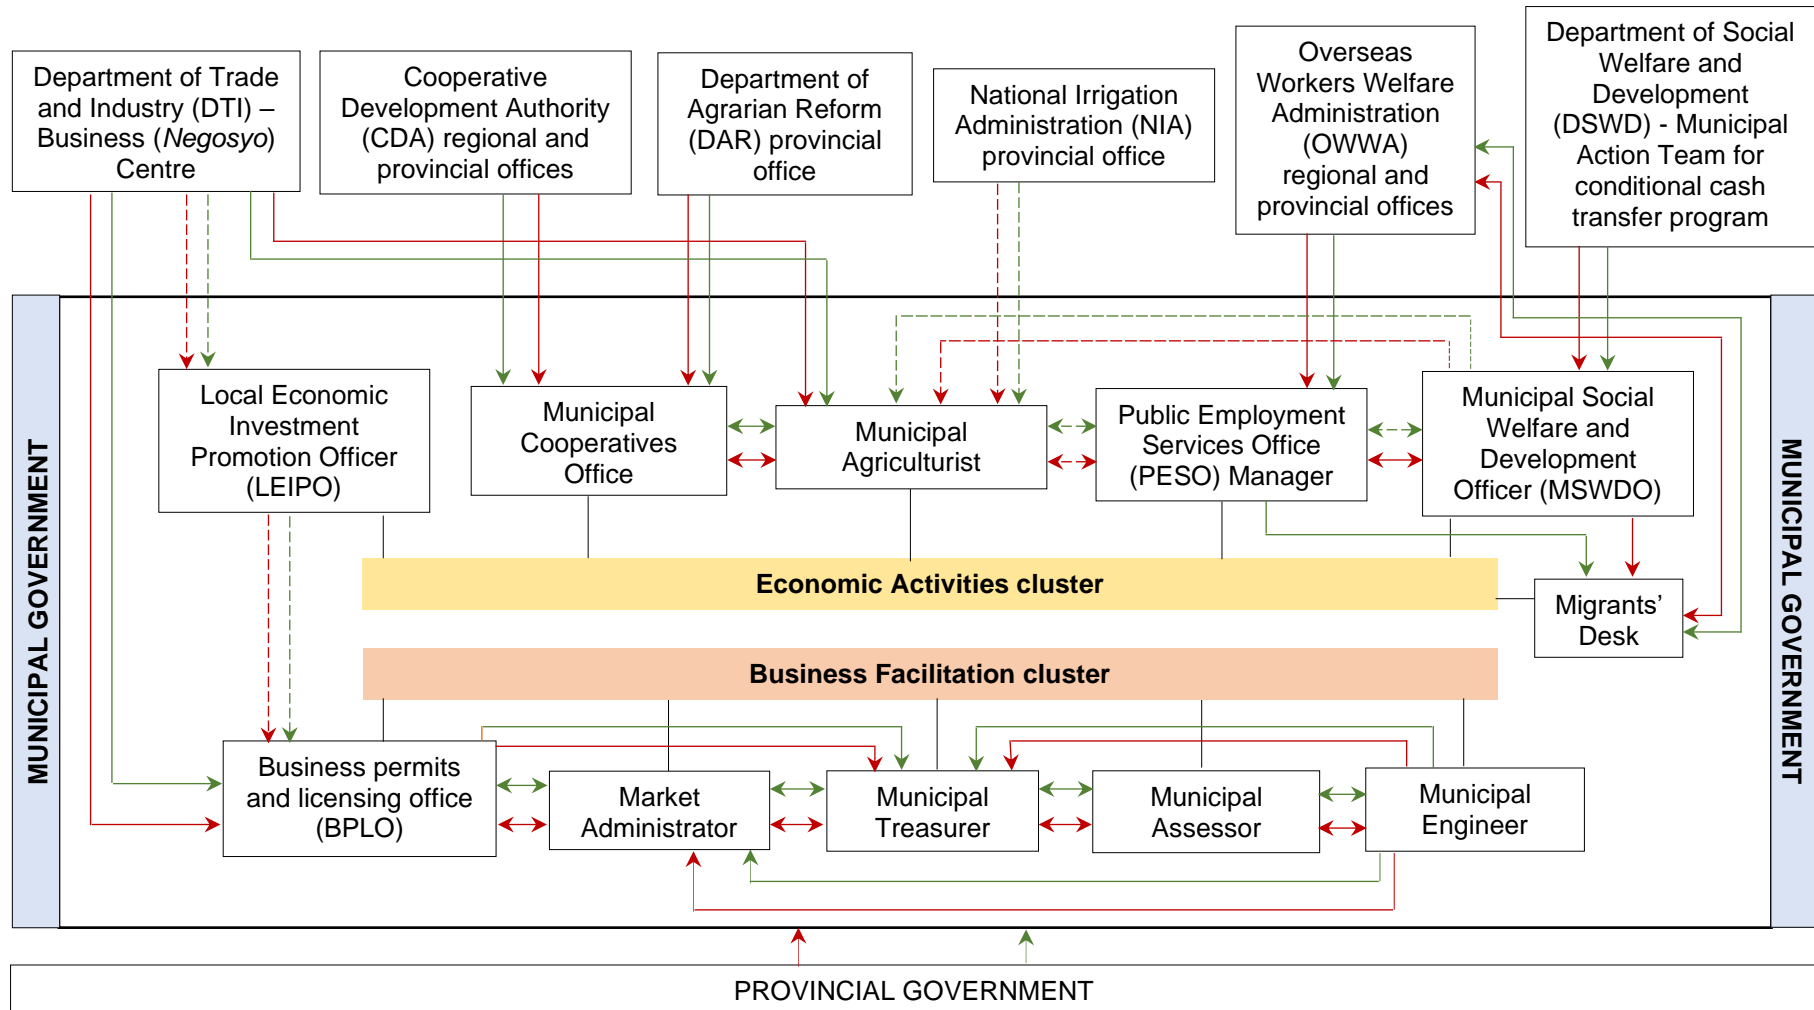 Department of Trade
and Industry (DTI) –
Business (Negosyo)
Centre
Cooperative
Development Authority
(CDA) regional and
provincial offices
Department of
Agrarian Reform
(DAR) provincial
office
National Irrigation
Administration (NIA)
provincial office
Overseas
Workers Welfare
Administration
(OWWA)
regional and
provincial offices
Department of Social
Welfare and
Development
(DSWD) - Municipal
Action Team for
conditional cash
transfer program
MUNICIPAL GOVERNMENT
Local Economic
Investment
Promotion Officer
(LEIPO)
Municipal
Cooperatives
Office
Municipal
Agriculturist
Public Employment
Services Office
(PESO) Manager
Municipal Social
Welfare and
Development
Officer (MSWDO)
MUNICIPAL GOVERNMENT
Economic Activities cluster
Migrants’
Desk
Business Facilitation cluster
Business permits
and licensing office
(BPLO)
Market
Administrator
Municipal
Treasurer
Municipal
Assessor
Municipal
Engineer
PROVINCIAL GOVERNMENT